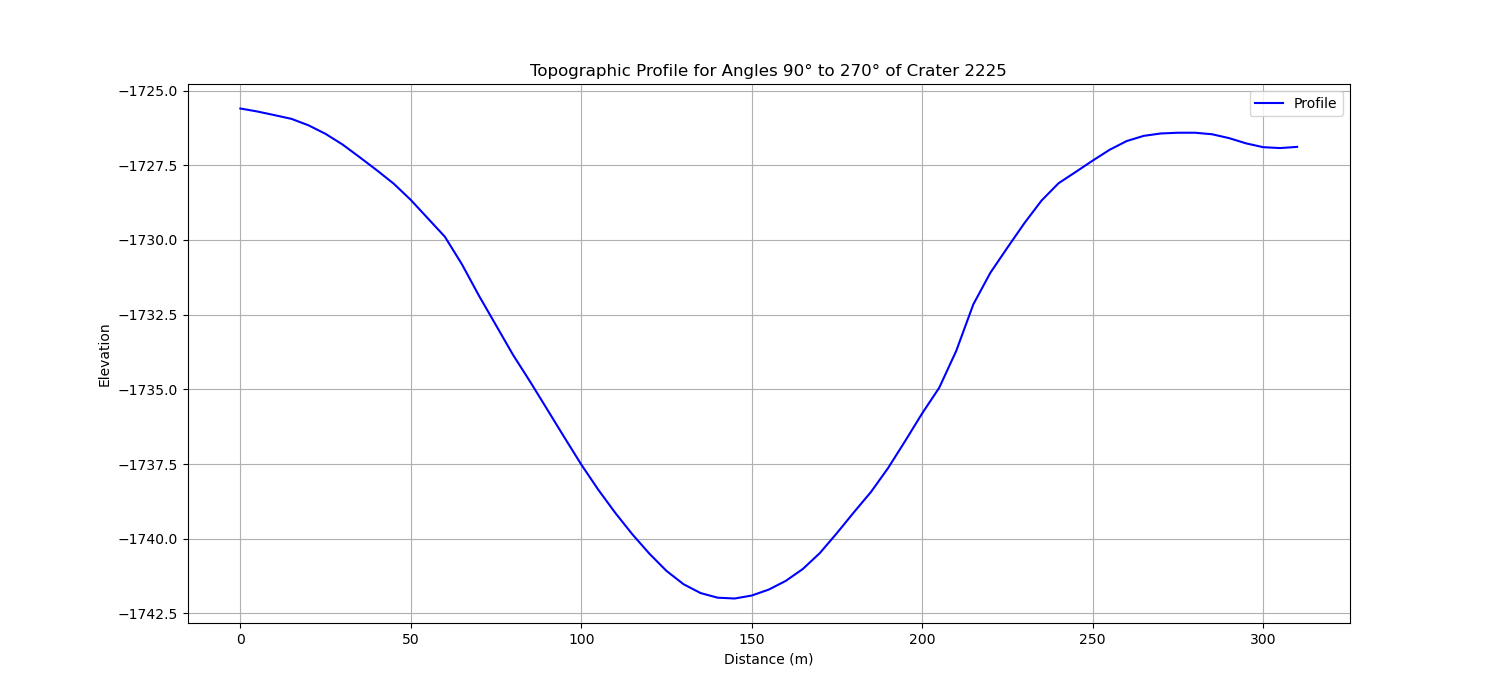 Topographic Profile for Angles 90° to 270° of Crater 2225
Profile
Elevation
−1725.0
−1727.5
−1730.0
−1732.5
−1735.0
−1737.5
−1740.0
−1742.5
0 50 100 150 200 250 300
Distance (m)